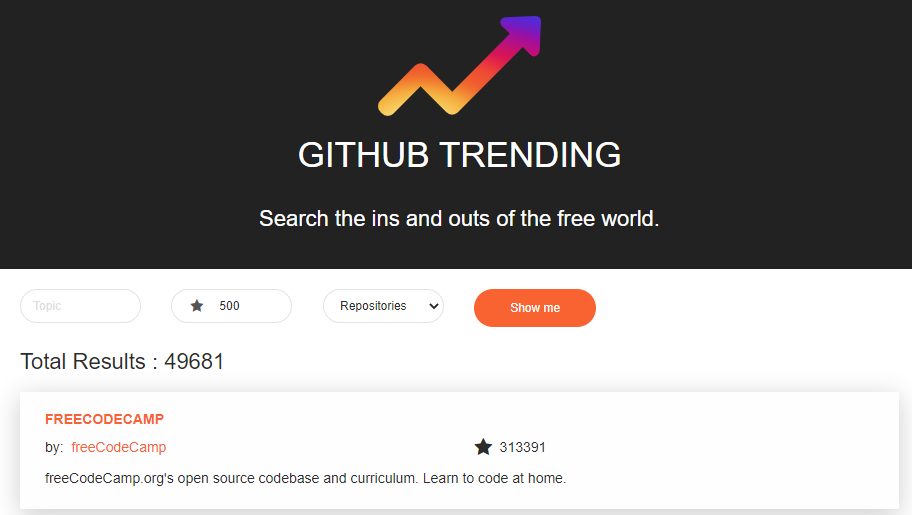 GITHUB TRENDING
Search the ins and outs of the free world.
Topic
500
Repositories
Show me
Total Results : 49681
FREECODECAMP
by: freeCodeCamp
313391
freeCodeCamp.org's open source codebase and curriculum. Learn to code at home.